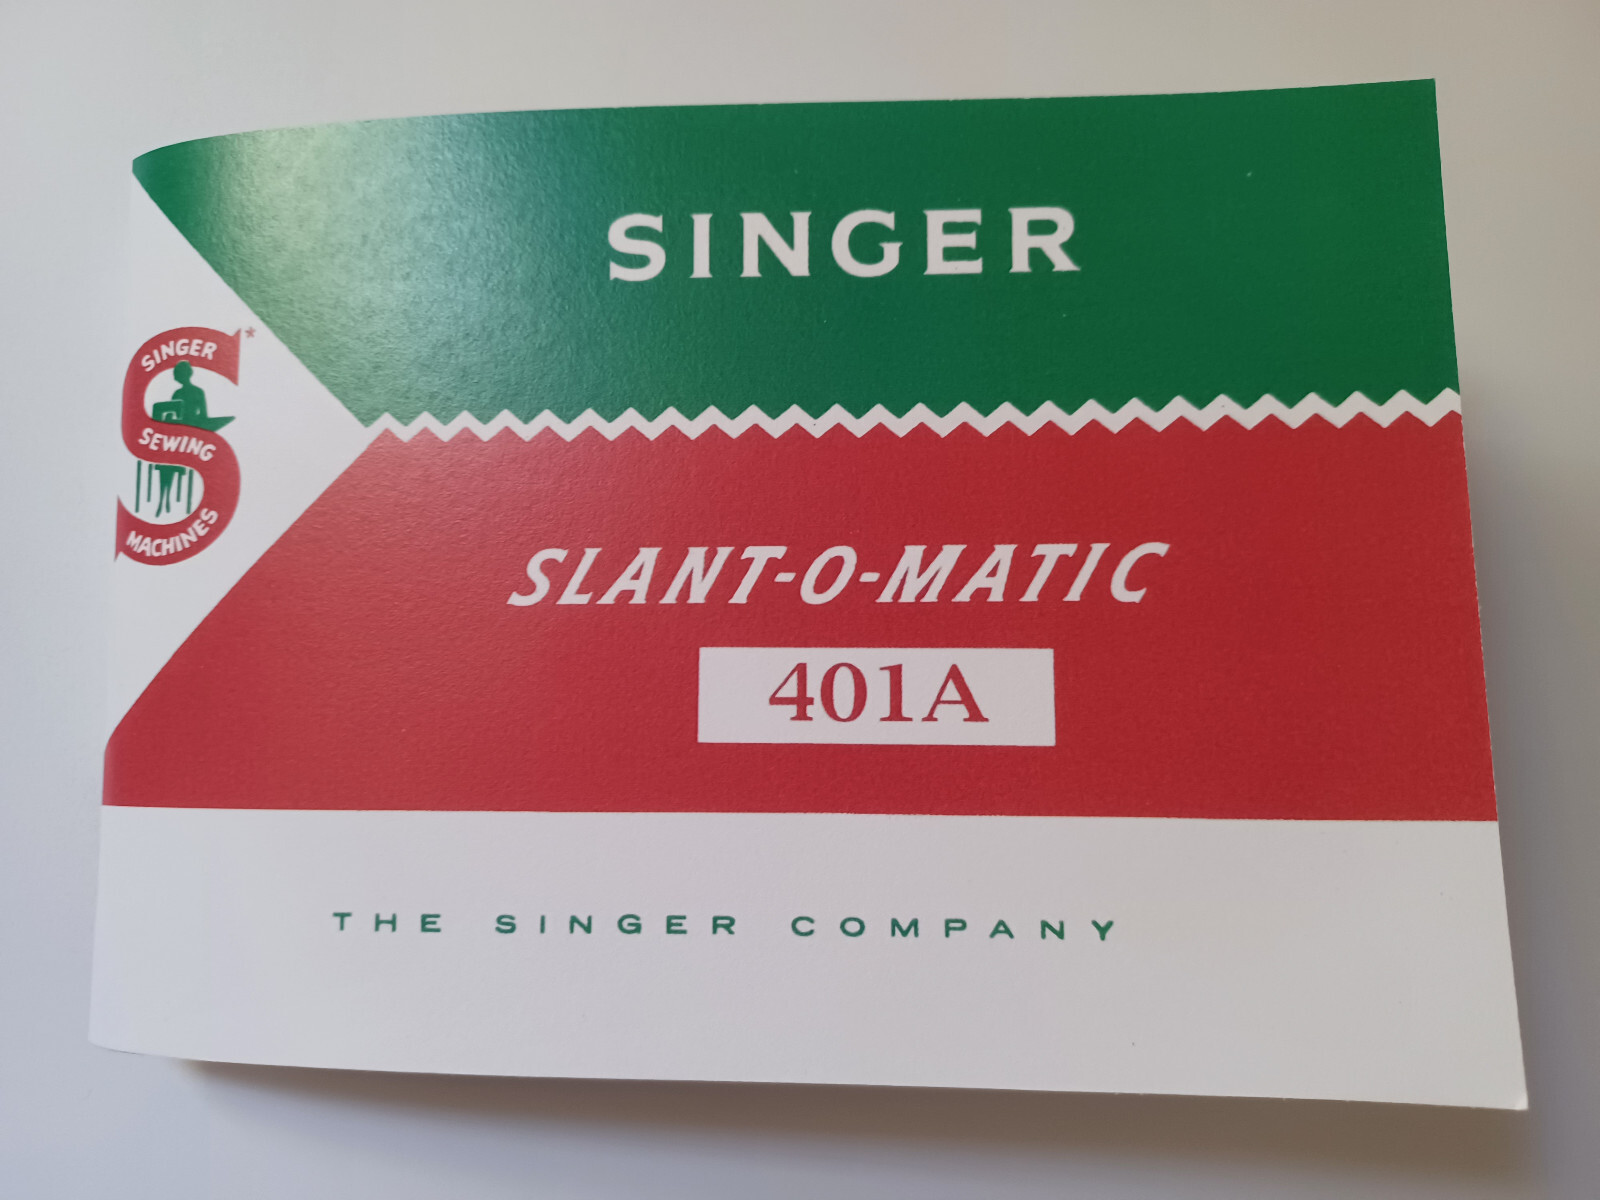 SINGER
SINGER
SEWING
MACHINES
*
SLANT-O-MATIC
401A
THE SINGER COMPANY